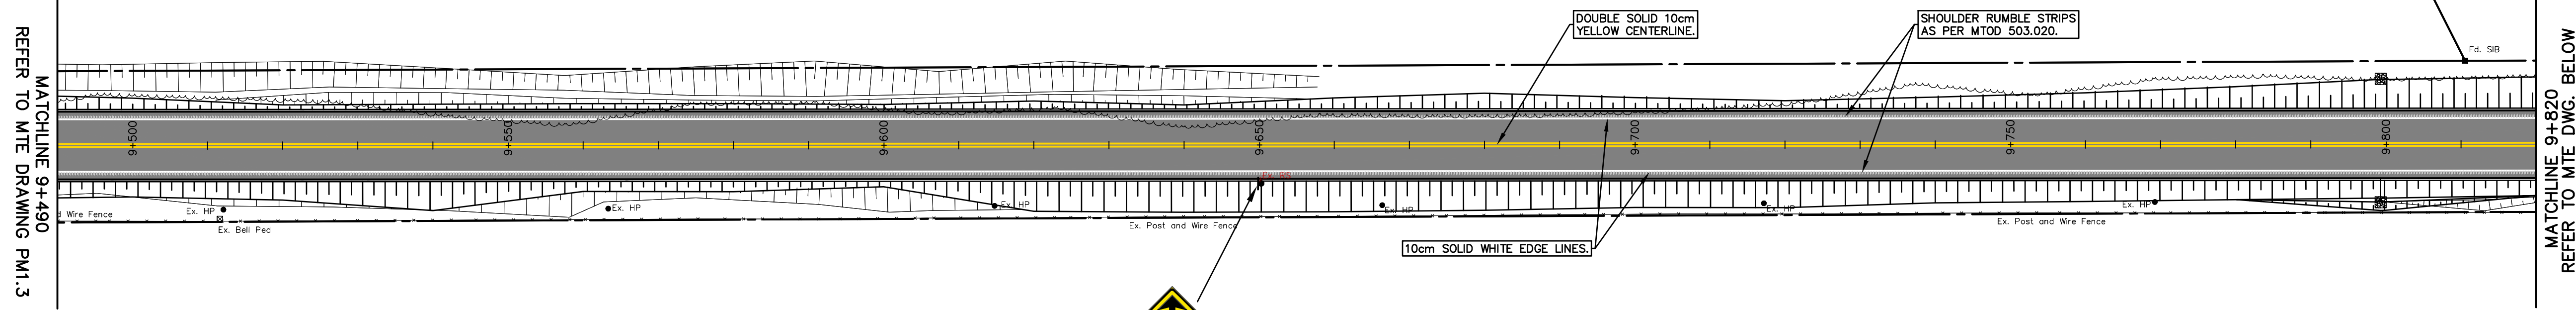 REFER TO MTE DRAWING PM1.3
MATCHLINE 9+490
DOUBLE SOLID 10cm
YELLOW CENTERLINE.
SHOULDER RUMBLE STRIPS
AS PER MTOD 503.020.
Fd. SIB
9+500
9+550
9+600
9+650
9+700
9+750
9+800
Ex. RS
d Wire Fence
Ex. HP
Ex. HP
Ex. HP
Ex. HP
Ex. HP
Ex. HP
Ex. Bell Ped
Ex. Post and Wire Fence
Ex. Post and Wire Fence
10cm SOLID WHITE EDGE LINES.
MATCHLINE 9+820
REFER TO MTE DWG. BELOW